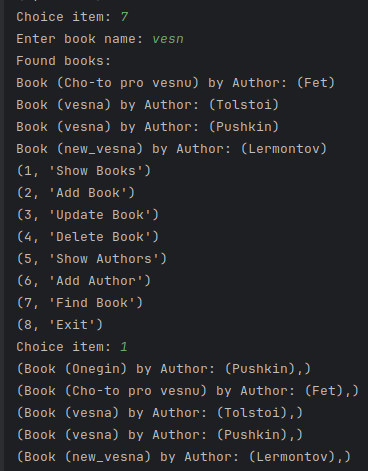 Choice item: 7
Enter book name: vesn
Found books:
Book (Cho-to pro vesnu) by Author: (Fet)
Book (vesna) by Author: (Tolstoi)
Book (vesna) by Author: (Pushkin)
Book (new_vesna) by Author: (Lermontov)
(1, 'Show Books')
(2, 'Add Book')
(3, 'Update Book')
(4, 'Delete Book')
(5, 'Show Authors')
(6, 'Add Author')
(7, 'Find Book')
(8, 'Exit')
Choice item: 1
(Book (Onegin) by Author: (Pushkin),)
(Book (Cho-to pro vesnu) by Author: (Fet),)
(Book (vesna) by Author: (Tolstoi),)
(Book (vesna) by Author: (Pushkin),)
(Book (new_vesna) by Author: (Lermontov),)